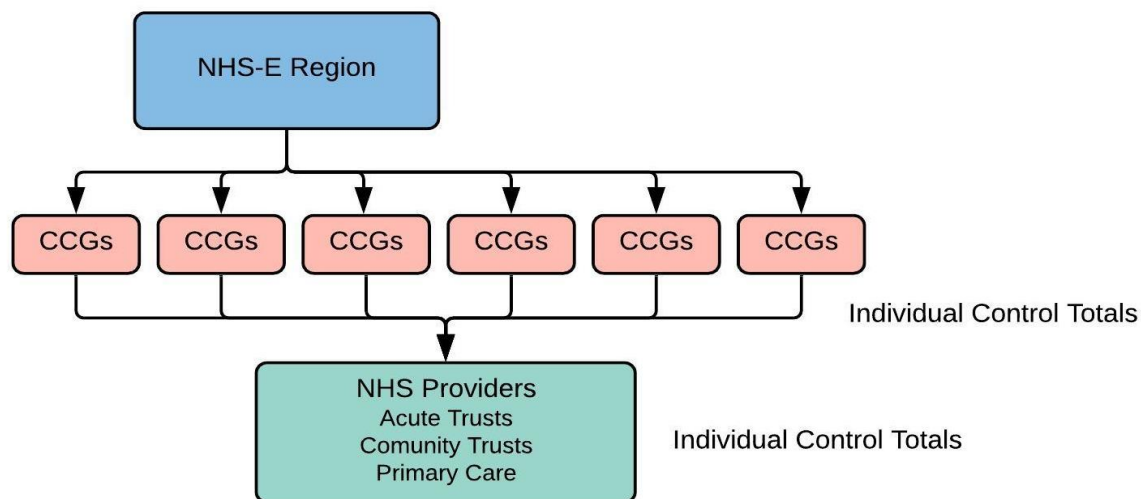 NHS-E Region
CCGs
CCGs
CCGs
CCGs
CCGs
CCGs
Individual Control Totals
NHS Providers
Acute Trusts
Comunity Trusts
Primary Care
Individual Control Totals